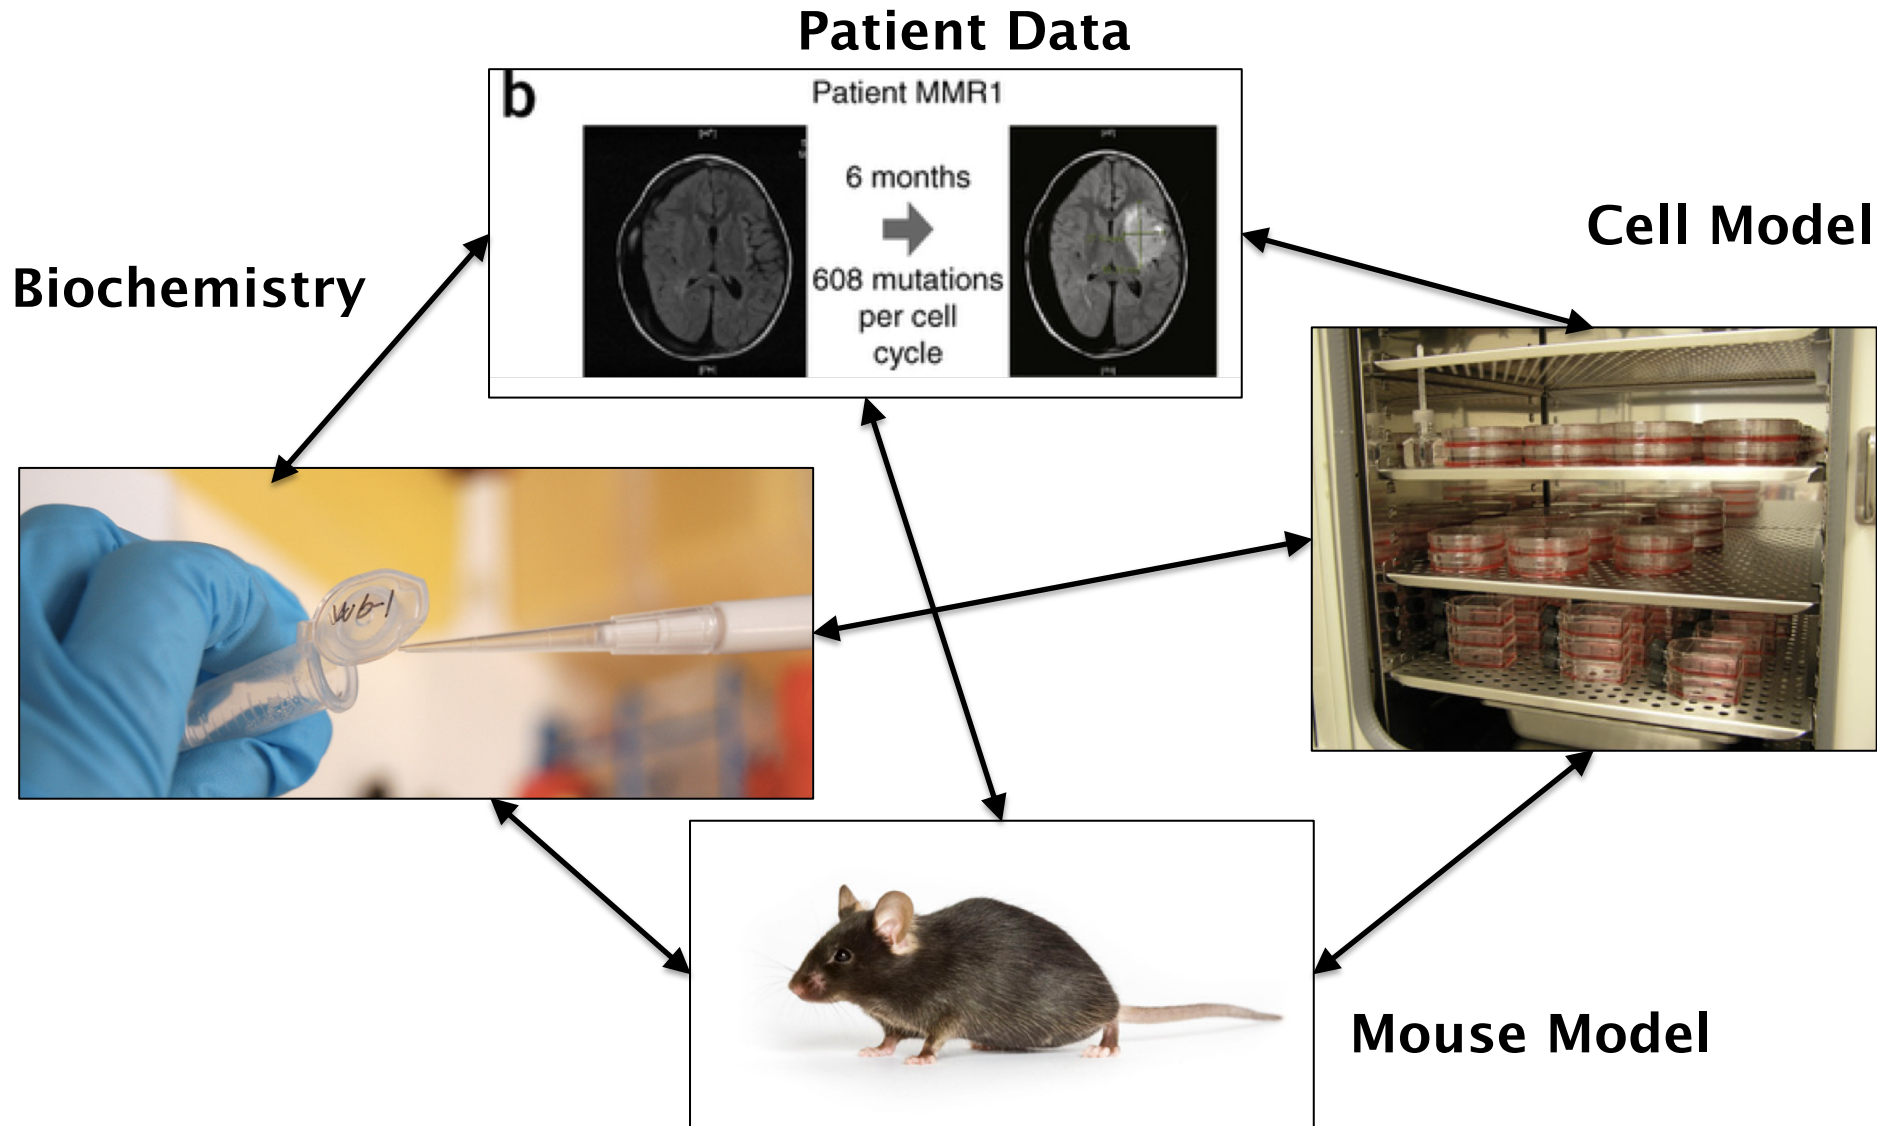 Patient Data
b
Patient MMR1
6 months
608 mutations
per cell
cycle
Cell Model
Biochemistry
Mouse Model